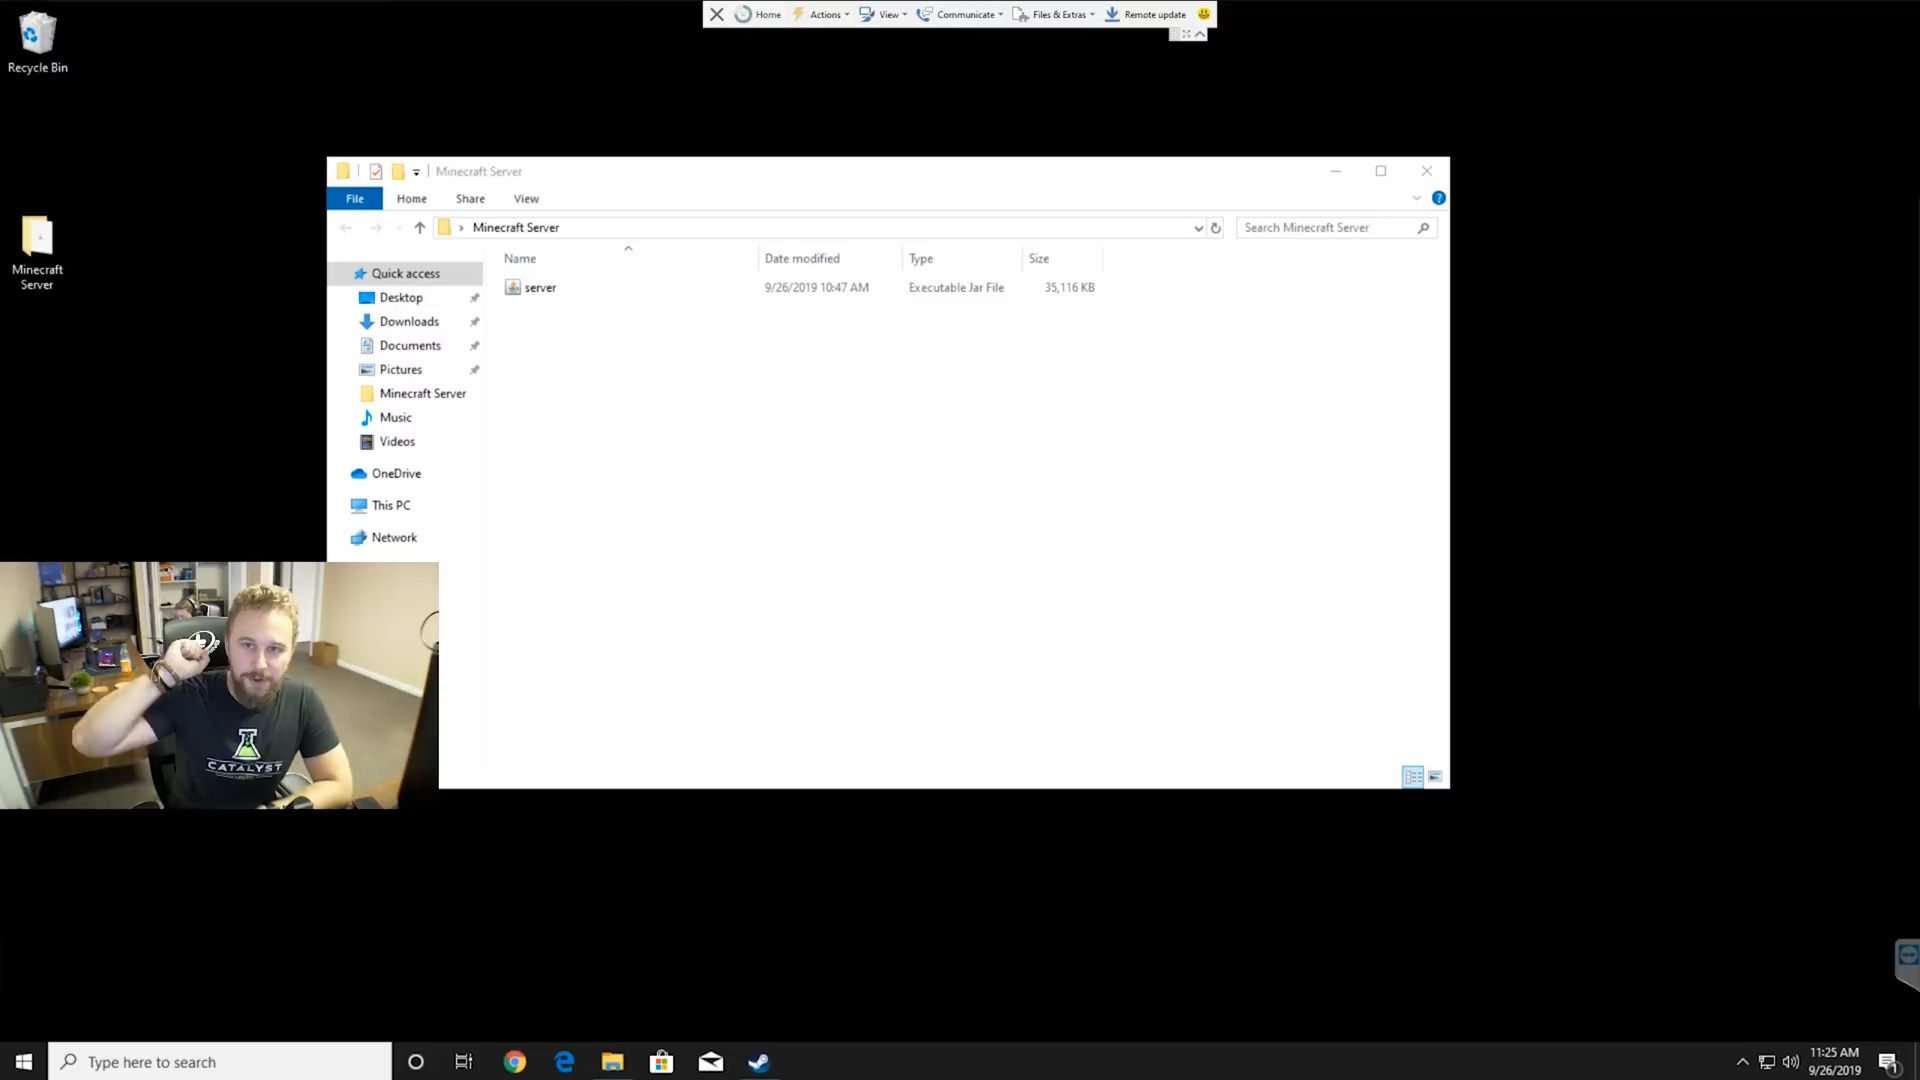 Home
Actions
View
Communicate
Files & Extras
Remote update
Recycle Bin
Minecraft Server
Minecraft Server
File
Home
Share
View
Minecraft Server
Search Minecraft Server
Name
Date modified
Type
Size
server
9/26/2019 10:47 AM
Executable Jar File
35,116 KB
Quick access
Desktop
Downloads
Documents
Pictures
Minecraft Server
Music
Videos
OneDrive
This PC
Network
CATALYST
Type here to search
11:25 AM
9/26/2019
1